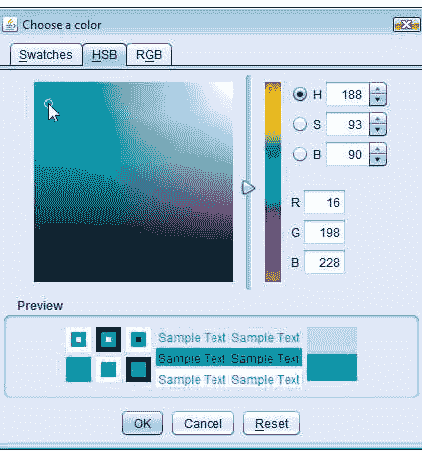 Choose a color
Swatches HSB RGB
H 188
S 93
B 90
R 16
G 198
B 228
Preview
Sample Text Sample Text
Sample Text Sample Text
Sample Text Sample Text
OK Cancel Reset